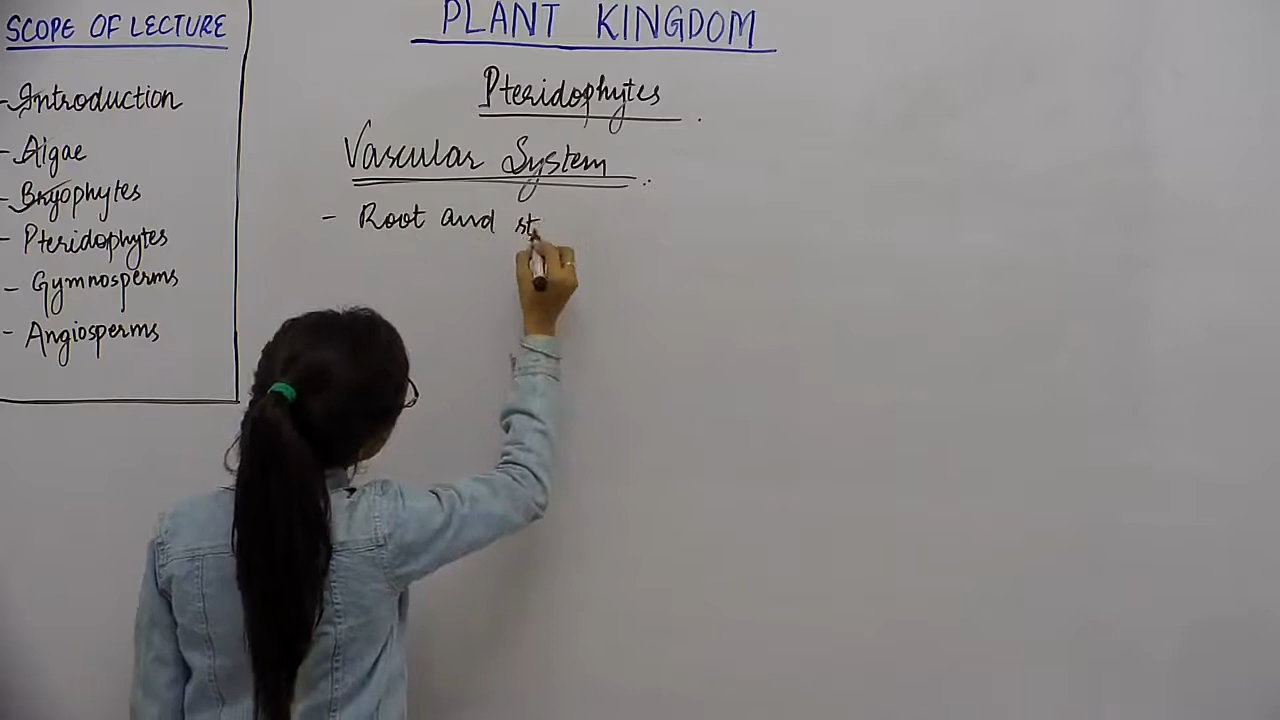 SCOPE OF LECTURE
- Introduction
- Algae
- Bryophytes
- Pteridophytes
- Gymnosperms
- Angiosperms
PLANT KINGDOM
Pteridophytes
Vascular System
- Root and st